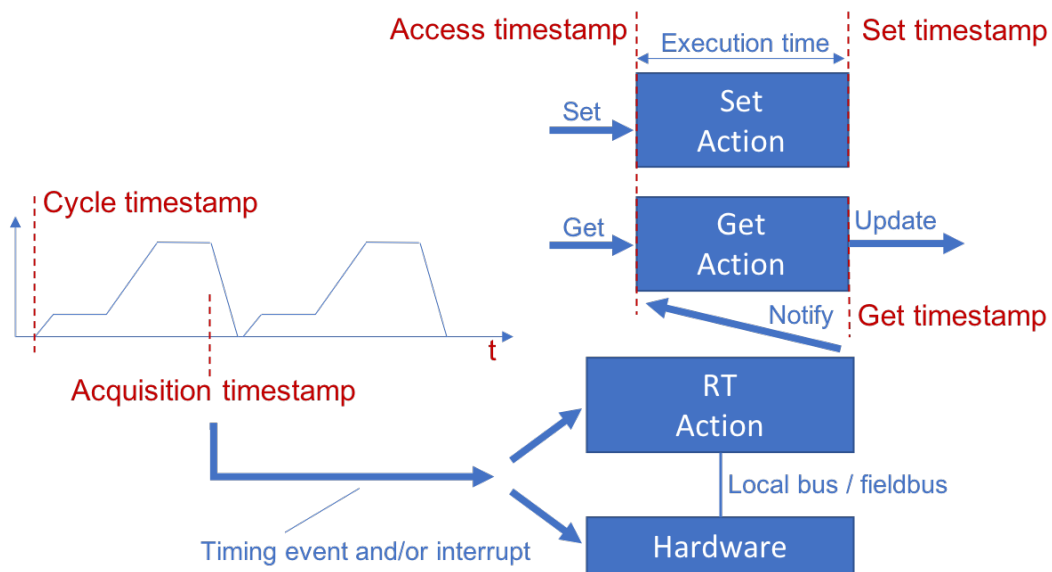 Access timestamp
Execution time
Set timestamp
Set
Set
Action
Cycle timestamp
Get
Get
Action
Update
Notify
Get timestamp
t
Acquisition timestamp
RT
Action
Local bus / fieldbus
Timing event and/or interrupt
Hardware